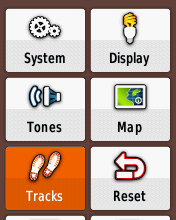 System Display
Tones Map
Tracks Reset